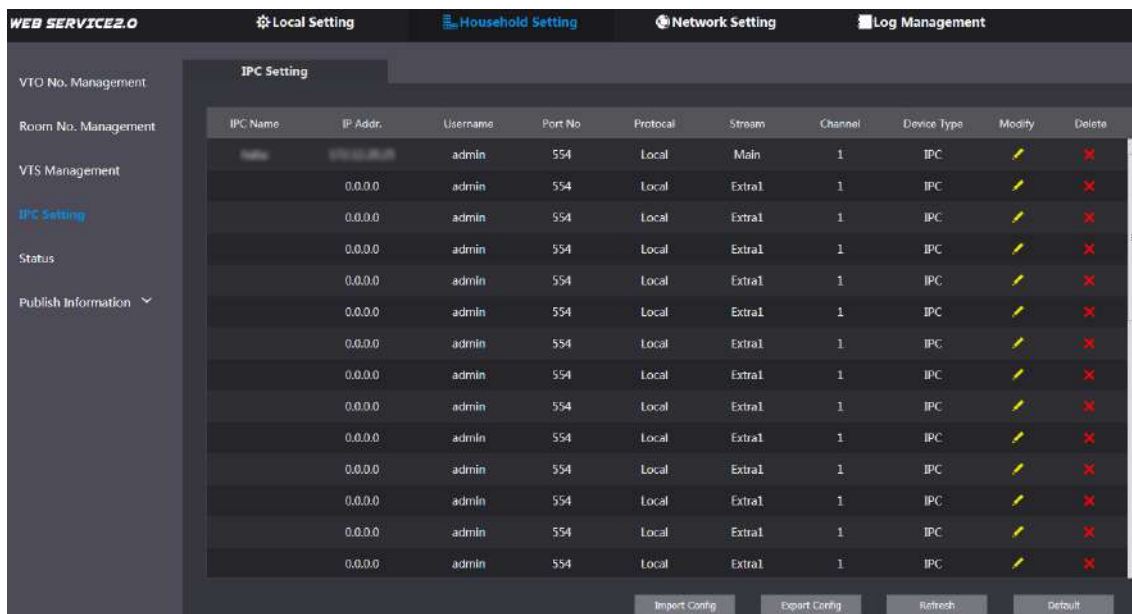 WEB SERVICE2.0 Local Setting Household Setting Network Setting Log Management
IPC Setting
VTO No. Management
Room No. Management
VTS Management
IPC Setting
Status
Publish Information
IPC Name IP Addr. Username Port No Protocal Stream Channel Device Type Modify Delete
admin 554 Local Main 1 IPC
0.0.0.0 admin 554 Local Extra1 1 IPC
0.0.0.0 admin 554 Local Extra1 1 IPC
0.0.0.0 admin 554 Local Extra1 1 IPC
0.0.0.0 admin 554 Local Extra1 1 IPC
0.0.0.0 admin 554 Local Extra1 1 IPC
0.0.0.0 admin 554 Local Extra1 1 IPC
0.0.0.0 admin 554 Local Extra1 1 IPC
0.0.0.0 admin 554 Local Extra1 1 IPC
0.0.0.0 admin 554 Local Extra1 1 IPC
0.0.0.0 admin 554 Local Extra1 1 IPC
0.0.0.0 admin 554 Local Extra1 1 IPC
0.0.0.0 admin 554 Local Extra1 1 IPC
0.0.0.0 admin 554 Local Extra1 1 IPC
Import Config Export Config Refresh Default